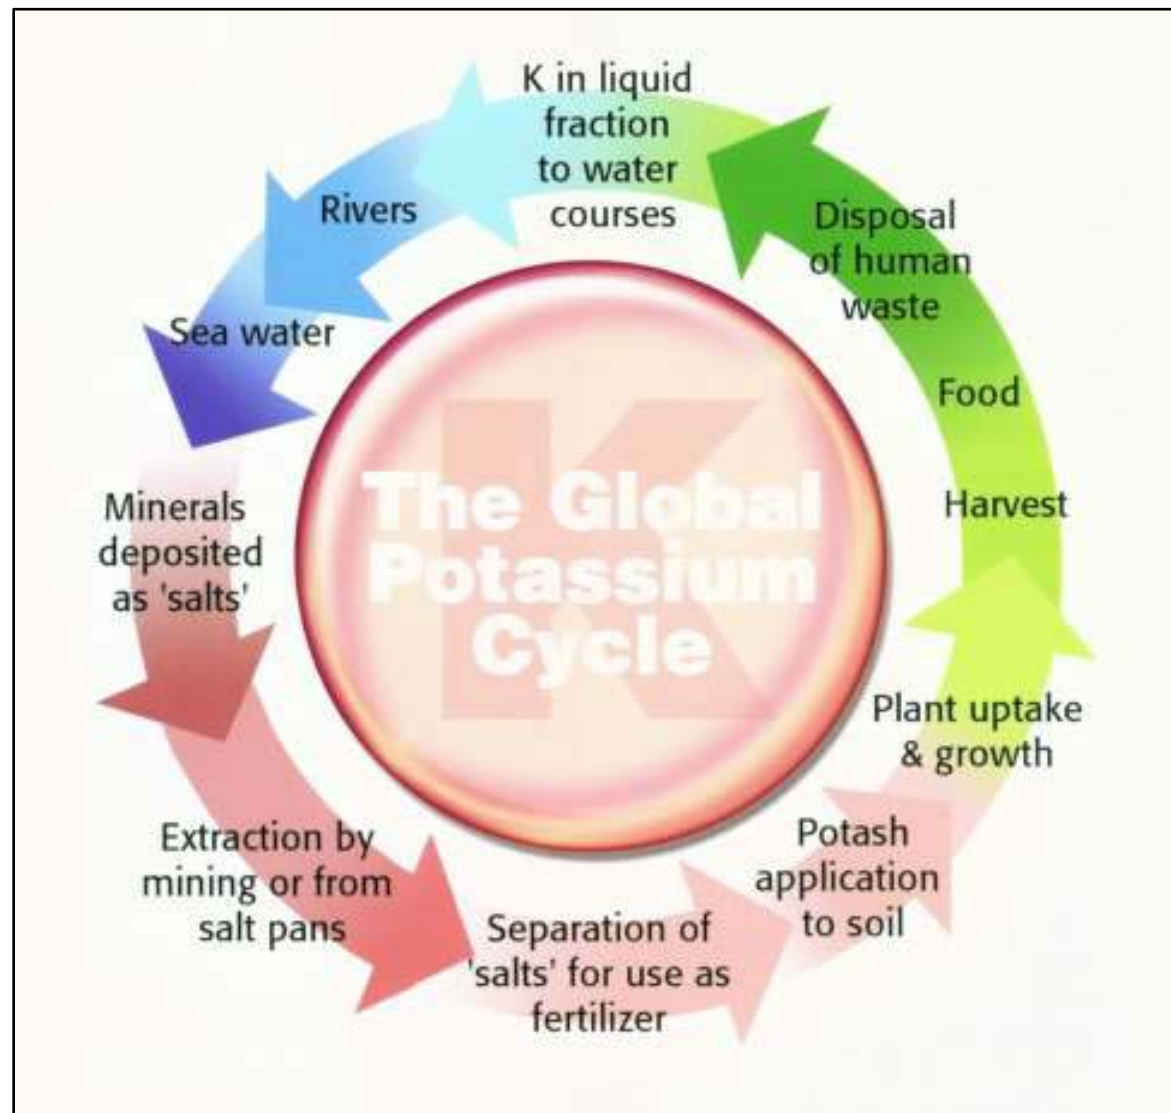 K in liquid
fraction
to water
courses
Rivers
Sea water
Minerals
deposited
as 'salts'
Extraction by
mining or from
salt pans
Separation of
'salts' for use as
fertilizer
Potash
application
to soil
Plant uptake
& growth
Harvest
Food
Disposal
of human
waste
K
The Global
Potassium
Cycle